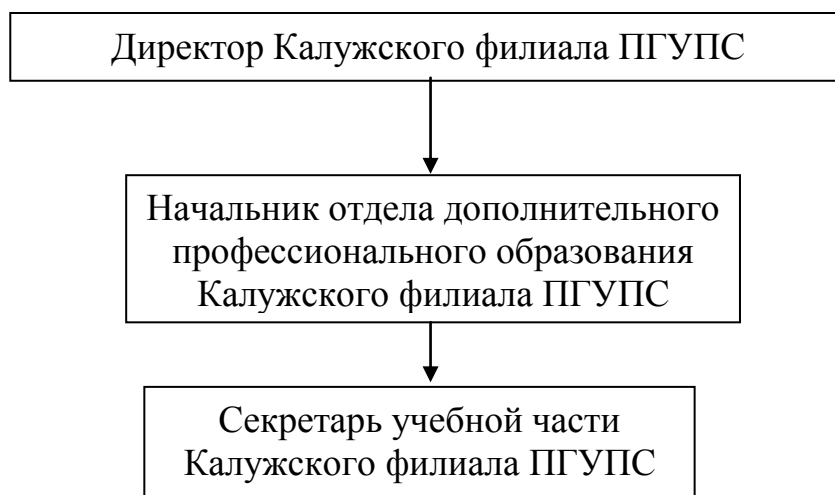 Директор Калужского филиала ПГУПС
Начальник отдела дополнительного
профессионального образования
Калужского филиала ПГУПС
Секретарь учебной части
Калужского филиала ПГУПС